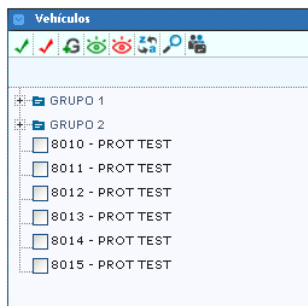 Vehículos
GRUPO 1
GRUPO 2
8010 - PROT TEST
8011 - PROT TEST
8012 - PROT TEST
8013 - PROT TEST
8014 - PROT TEST
8015 - PROT TEST